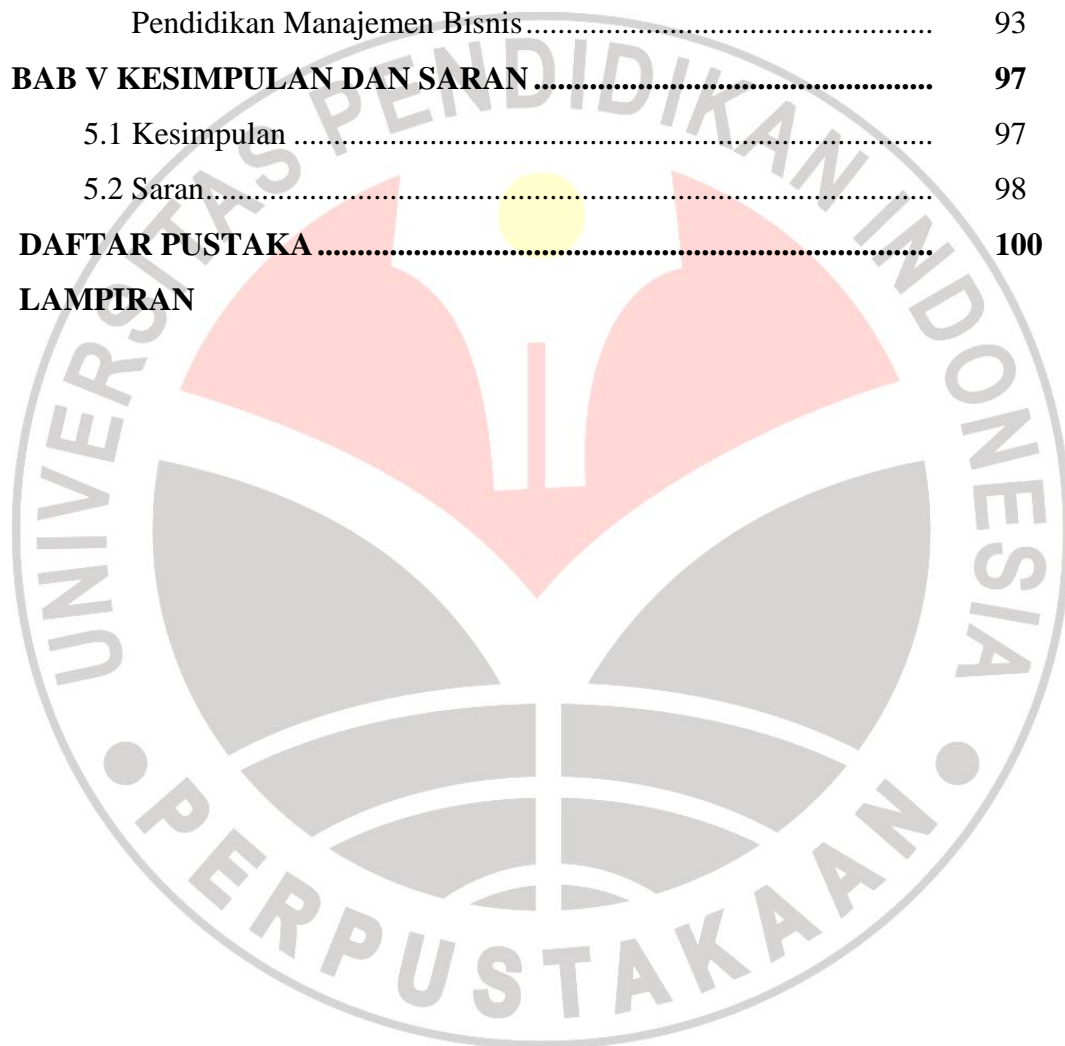 Pendidikan Manajemen Bisnis ................................................... 93
BAB V KESIMPULAN DAN SARAN .................................................. 97
5.1 Kesimpulan ................................................................................ 97
5.2 Saran........................................................................................... 98
DAFTAR PUSTAKA ............................................................................. 100
LAMPIRAN
UNIVERSITAS PENDIDIKAN INDONESIA
PERPUSTAKAAN